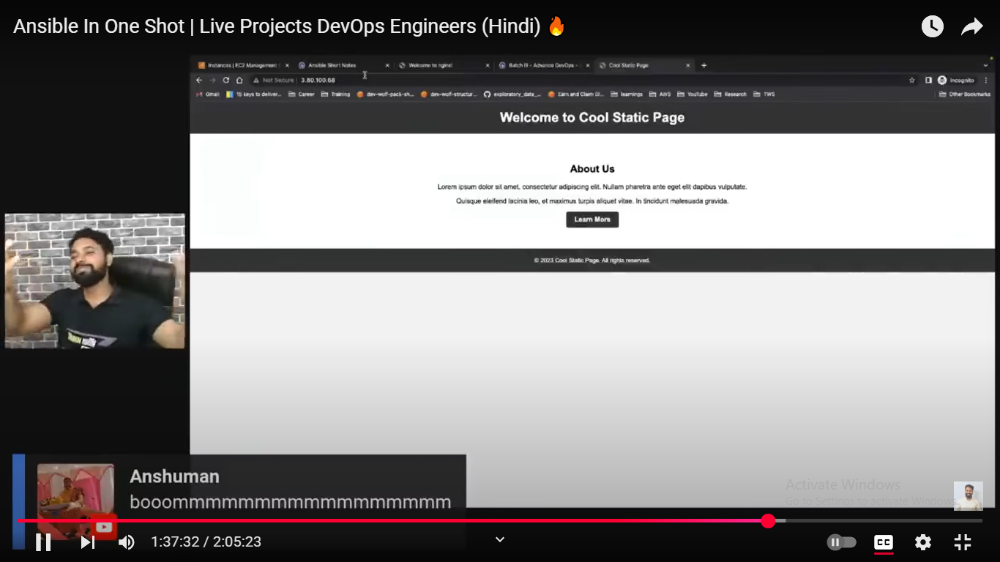 Ansible In One Shot | Live Projects DevOps Engineers (Hindi) 🔥
Instances | EC2 Management
Ansible Short Notes
Welcome to nginx!
Batch III - Advance DevOps -
Cool Static Page
Not Secure | 3.80.100.68
Incognito
Gmail
15 keys to deliver...
Career
Training
dev-wolf-pack-sh...
dev-wolf-structur...
exploratory_data_...
Earn and Claim Di...
learnings
AWS
YouTube
Research
TWS
Other Bookmarks
Welcome to Cool Static Page
About Us
Lorem ipsum dolor sit amet, consectetur adipiscing elit. Nullam pharetra ante eget elit dapibus vulputate.
Quisque eleifend lacinia leo, et maximus turpis aliquet vitae. In tincidunt malesuada gravida.
Learn More
© 2023 Cool Static Page. All rights reserved.
Anshuman
booommmmmmmmmmmmmmmmm
Activate Windows
Go to Settings to activate Windows.
1:37:32 / 2:05:23
CC